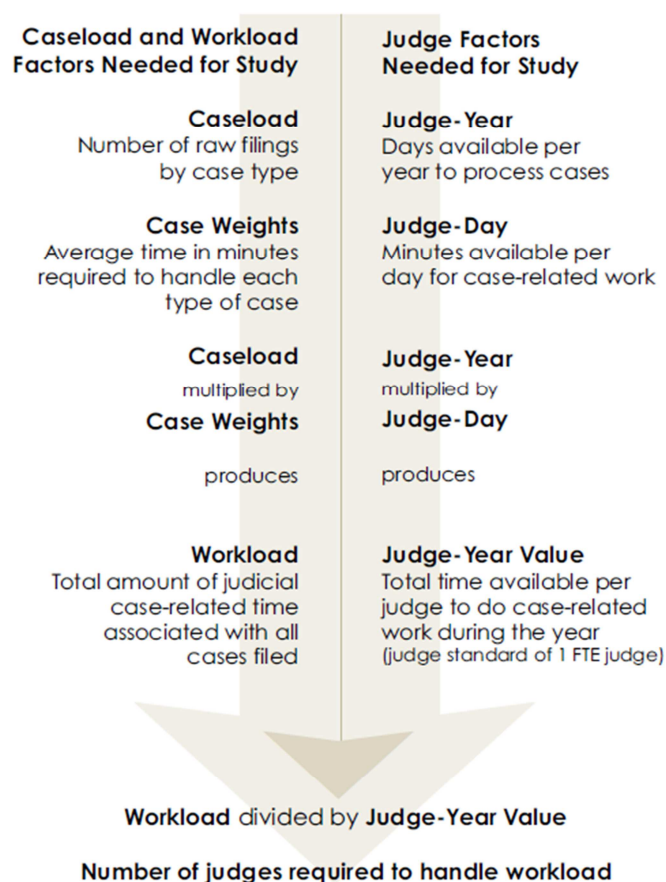 Caseload and Workload
Factors Needed for Study
Caseload
Number of raw filings
by case type
Case Weights
Average time in minutes
required to handle each
type of case
Caseload
multiplied by
Case Weights
produces
Workload
Total amount of judicial
case-related time
associated with all
cases filed
Judge Factors
Needed for Study
Judge-Year
Days available per
year to process cases
Judge-Day
Minutes available per
day for case-related work
Judge-Year
multiplied by
Judge-Day
produces
Judge-Year Value
Total time available per
judge to do case-related
work during the year
(judge standard of 1 FTE judge)
Workload divided by Judge-Year Value
Number of judges required to handle workload